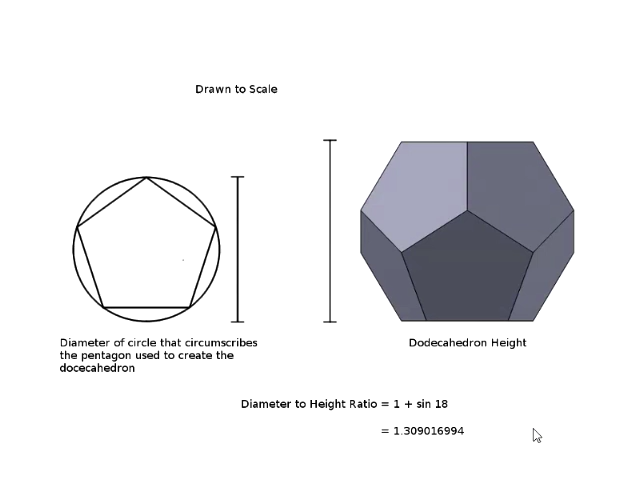 Drawn to Scale
Diameter of circle that circumscribes
the pentagon used to create the
docecahedron
Dodecahedron Height
Diameter to Height Ratio = 1 + sin 18
= 1.309016994